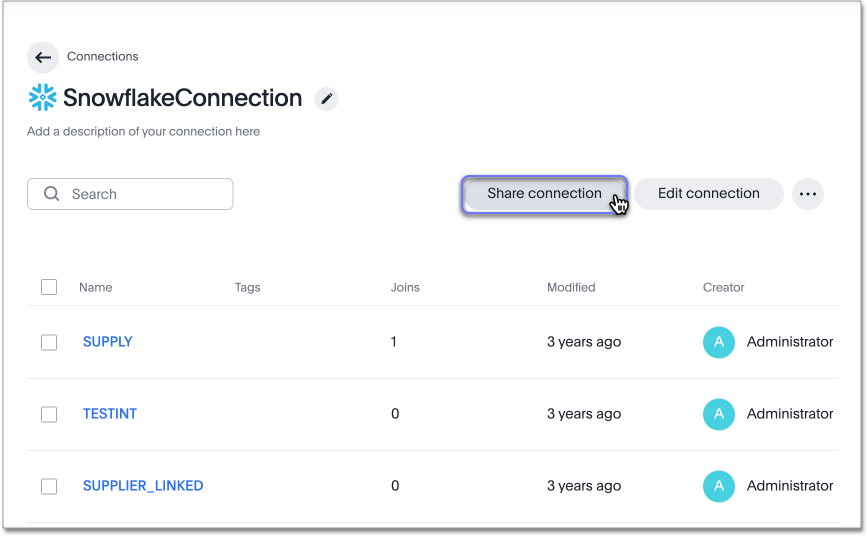 Connections
SnowflakeConnection
Add a description of your connection here
Search Share connection Edit connection
Name Tags Joins Modified Creator
SUPPLY 1 3 years ago A Administrator
TESTINT 0 3 years ago A Administrator
SUPPLIER_LINKED 0 3 years ago A Administrator